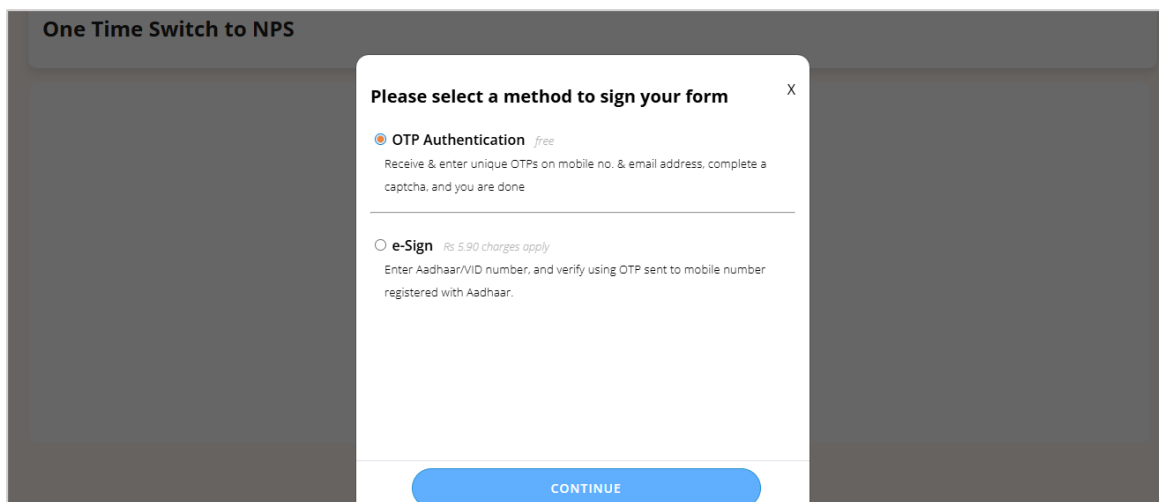 One Time Switch to NPS
Please select a method to sign your form
X
OTP Authentication free
Receive & enter unique OTPs on mobile no. & email address, complete a
captcha, and you are done
e-Sign Rs 5.90 charges apply
Enter Aadhaar/VID number, and verify using OTP sent to mobile number
registered with Aadhaar.
CONTINUE